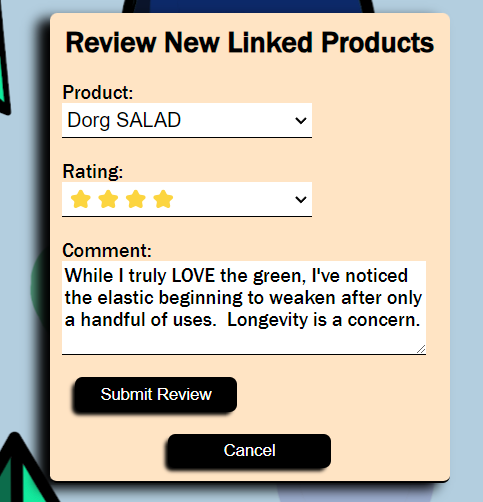 Review New Linked Products
Product:
Dorg SALAD
Rating:
Comment:
While I truly LOVE the green, I've noticed
the elastic beginning to weaken after only
a handful of uses.  Longevity is a concern.
Submit Review
Cancel